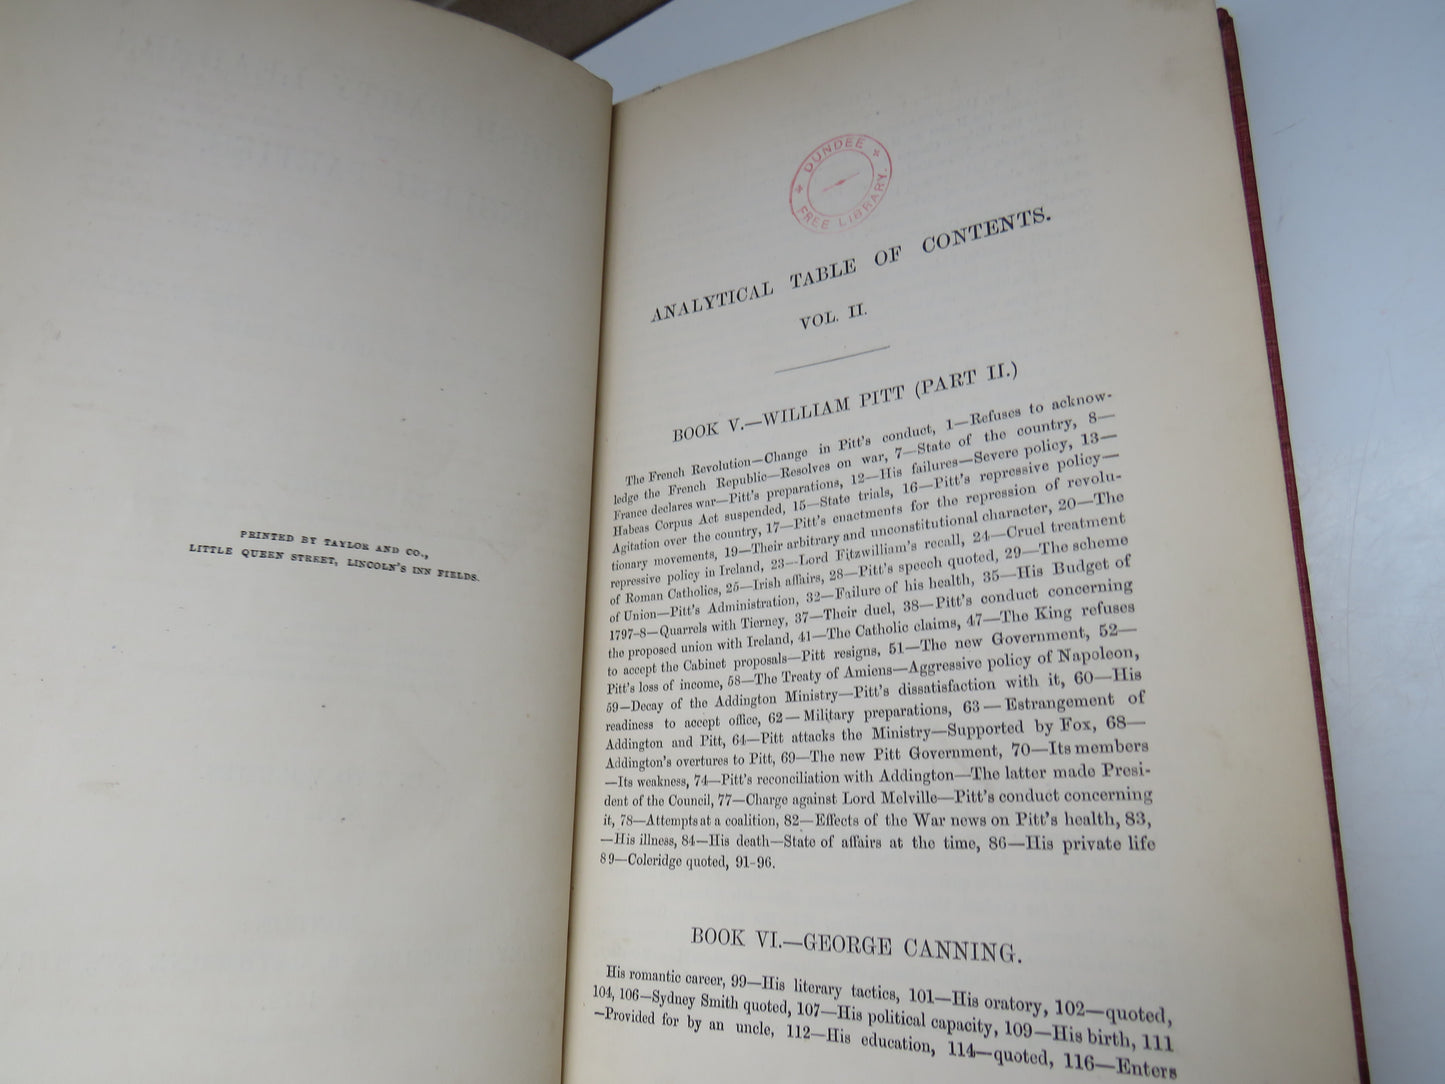 PRINTED BY TAYLOR AND CO.,
LITTLE QUEEN STREET, LINCOLN'S INN FIELDS.
DUNDEE
FREE LIBRARY.
ANALYTICAL TABLE OF CONTENTS.
VOL. II.
BOOK V.—WILLIAM PITT (PART II.)
The French Revolution—Change in Pitt's conduct, 1—Refuses to acknow-
ledge the French Republic—Resolves on war, 7—State of the country, 8—
France declares war—Pitt's preparations, 12—His failures—Severe policy, 13—
Habeas Corpus Act suspended, 15—State trials, 16—Pitt's repressive policy—
Agitation over the country, 17—Pitt's enactments for the repression of revolu-
tionary movements, 19—Their arbitrary and unconstitutional character, 20—The
repressive policy in Ireland, 23—Lord Fitzwilliam's recall, 24—Cruel treatment
of Roman Catholics, 25—Irish affairs, 28—Pitt's speech quoted, 29—The scheme
of Union—Pitt's Administration, 32—Failure of his health, 35—His Budget of
1797-8—Quarrels with Tierney, 37—Their duel, 38—Pitt's conduct concerning
the proposed union with Ireland, 41—The Catholic claims, 47—The King refuses
to accept the Cabinet proposals—Pitt resigns, 51—The new Government, 52—
Pitt's loss of income, 58—The Treaty of Amiens—Aggressive policy of Napoleon,
59—Decay of the Addington Ministry—Pitt's dissatisfaction with it, 60—His
readiness to accept office, 62—Military preparations, 63—Estrangement of
Addington and Pitt, 64—Pitt attacks the Ministry—Supported by Fox, 68—
Addington's overtures to Pitt, 69—The new Pitt Government, 70—Its members
—Its weakness, 74—Pitt's reconciliation with Addington—The latter made Presi-
dent of the Council, 77—Charge against Lord Melville—Pitt's conduct concerning
it, 78—Attempts at a coalition, 82—Effects of the War news on Pitt's health, 83,
—His illness, 84—His death—State of affairs at the time, 86—His private life
89—Coleridge quoted, 91-96.
BOOK VI.—GEORGE CANNING.
His romantic career, 99—His literary tactics, 101—His oratory, 102—quoted,
104, 106—Sydney Smith quoted, 107—His political capacity, 109—His birth, 111
—Provided for by an uncle, 112—His education, 114—quoted, 116—Enters